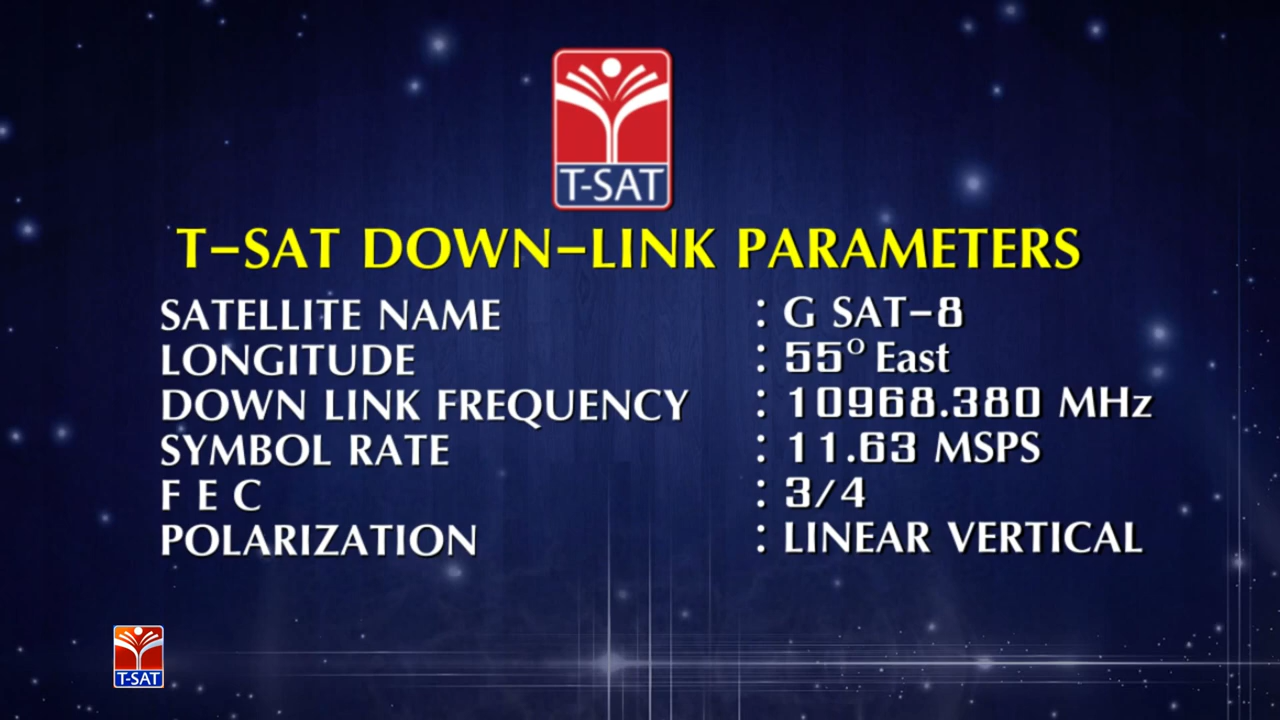 T-SAT
T-SAT DOWN-LINK PARAMETERS
SATELLITE NAME : G SAT-8
LONGITUDE : 55° East
DOWN LINK FREQUENCY : 10968.380 MHz
SYMBOL RATE : 11.63 MSPS
F E C : 3/4
POLARIZATION : LINEAR VERTICAL
T-SAT